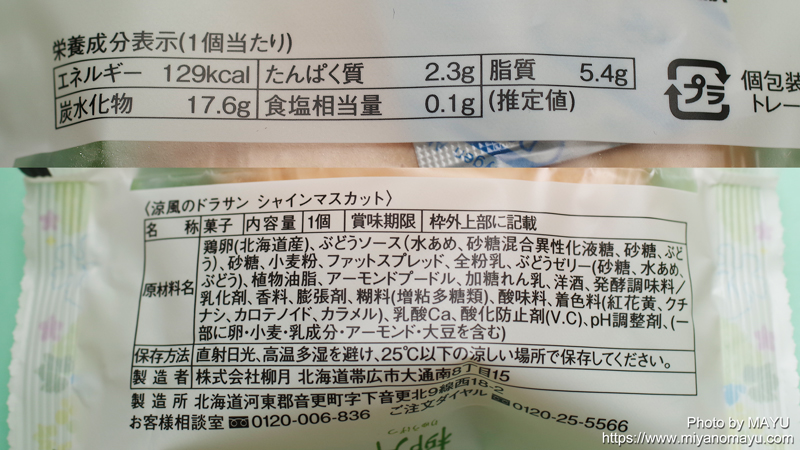 栄養成分表示(1個当たり)
エネルギー 129kcal たんぱく質 2.3g 脂質 5.4g
炭水化物 17.6g 食塩相当量 0.1g (推定値)
プラ
個包装
トレー
〈涼風のドラサン シャインマスカット〉
名 称 菓子 内容量 1個 賞味期限 枠外上部に記載
原材料名
鶏卵(北海道産)、ぶどうソース(水あめ、砂糖混合異性化液糖、砂糖、ぶど
う)、砂糖、小麦粉、ファットスプレッド、全粉乳、ぶどうゼリー(砂糖、水あめ、
ぶどう)、植物油脂、アーモンドプードル、加糖れん乳、洋酒、発酵調味料/
乳化剤、香料、膨張剤、糊料(増粘多糖類)、酸味料、着色料(紅花黄、クチ
ナシ、カロテノイド、カラメル)、乳酸Ca、酸化防止剤(V.C)、pH調整剤、(一
部に卵・小麦・乳成分・アーモンド・大豆を含む)
保存方法 直射日光、高温多湿を避け、25℃以下の涼しい場所で保存してください。
製造者 株式会社柳月 北海道帯広市大通南8丁目15
製造所 北海道河東郡音更町字下音更北9線西18-2
お客様相談室 0120-006-836 ご注文ダイヤル 0120-25-5566
りゅうげつ
Photo by MAYU
https://www.miyanomayu.com/